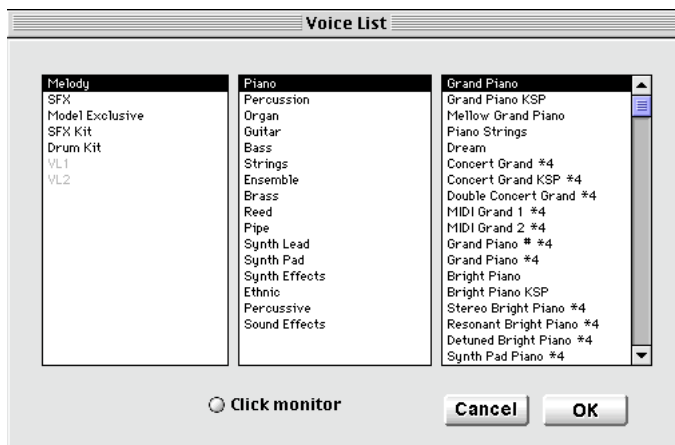 Voice List
Melody
SFX
Model Exclusive
SFX Kit
Drum Kit
VL1
VL2
Piano
Percussion
Organ
Guitar
Bass
Strings
Ensemble
Brass
Reed
Pipe
Synth Lead
Synth Pad
Synth Effects
Ethnic
Percussive
Sound Effects
Grand Piano
Grand Piano KSP
Mellow Grand Piano
Piano Strings
Dream
Concert Grand *4
Concert Grand KSP *4
Double Concert Grand *4
MIDI Grand 1 *4
MIDI Grand 2 *4
Grand Piano # *4
Grand Piano *4
Bright Piano
Bright Piano KSP
Stereo Bright Piano *4
Resonant Bright Piano *4
Detuned Bright Piano *4
Synth Pad Piano *4
Click monitor
Cancel
OK